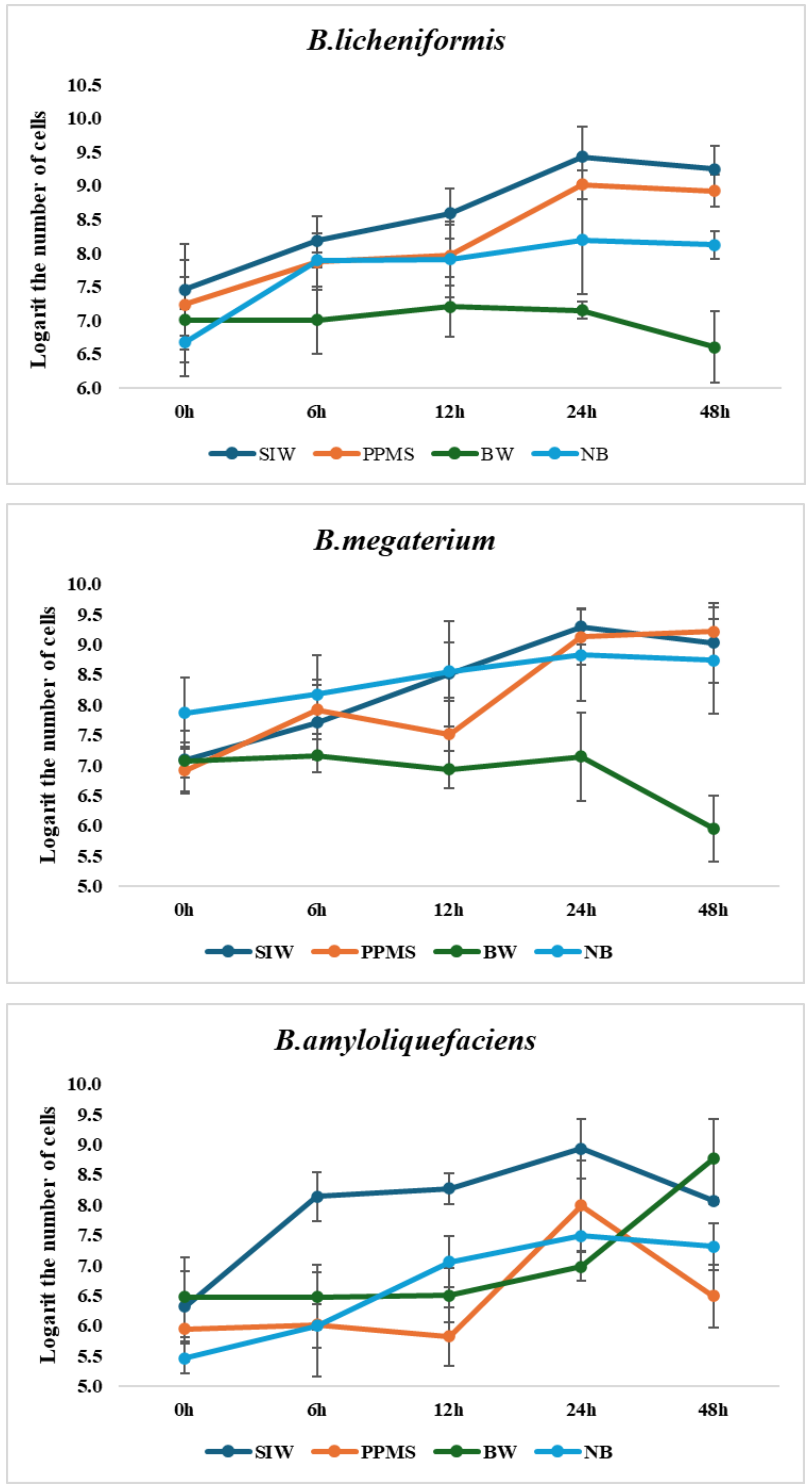 B.licheniformis
Logarit the number of cells
10.5
10.0
9.5
9.0
8.5
8.0
7.5
7.0
6.5
6.0
0h 6h 12h 24h 48h
SIW PPMS BW NB
B.megaterium
Logarit the number of cells
10.0
9.5
9.0
8.5
8.0
7.5
7.0
6.5
6.0
5.5
5.0
0h 6h 12h 24h 48h
SIW PPMS BW NB
B.amyloliquefaciens
Logarit the number of cells
10.0
9.5
9.0
8.5
8.0
7.5
7.0
6.5
6.0
5.5
5.0
0h 6h 12h 24h 48h
SIW PPMS BW NB